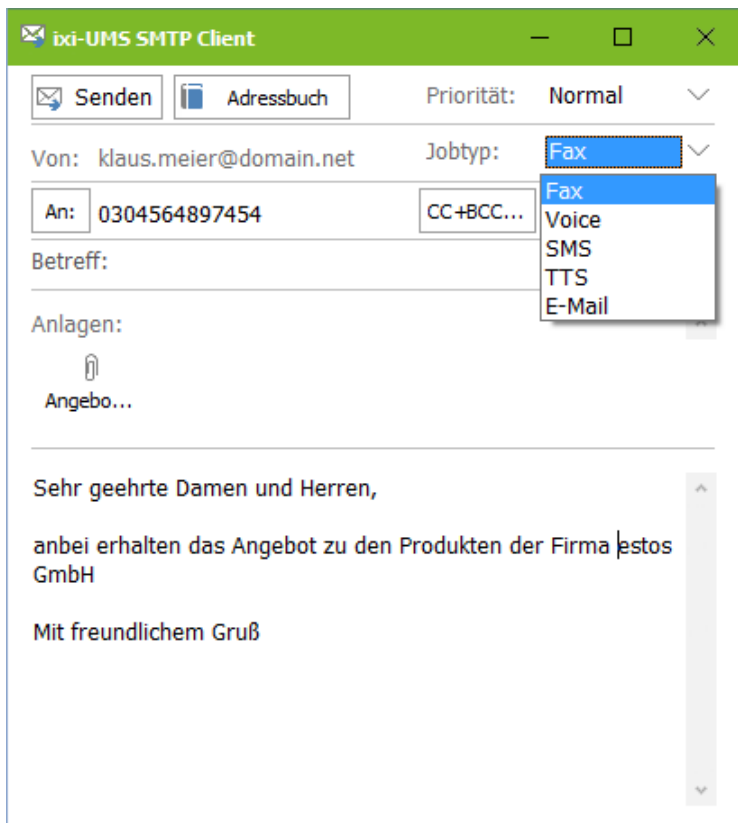 ixi-UMS SMTP Client
Senden Adressbuch Priorität: Normal
Von: klaus.meier@domain.net Jobtyp: Fax
An: 0304564897454 CC+BCC...
Fax
Voice
SMS
TTS
E-Mail
Betreff:
Anlagen:
Angebo...
Sehr geehrte Damen und Herren,
anbei erhalten das Angebot zu den Produkten der Firma estos
GmbH
Mit freundlichem Gruß